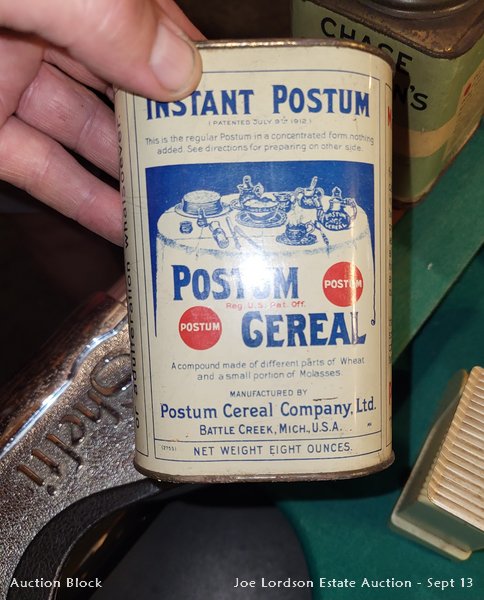 CHASE
N'S
INSTANT POSTUM
(PATENTED JULY 9TH 1912)
This is the regular Postum in a concentrated form, nothing
added. See directions for preparing on other side.
POSTUM
CEREAL
POSTUM
POSTUM
Reg. U.S. Pat. Off.
POSTUM
CEREAL
A compound made of different parts of Wheat
and a small portion of Molasses.
MANUFACTURED BY
Postum Cereal Company, Ltd.
BATTLE CREEK, MICH., U.S.A.
(2755)
NET WEIGHT EIGHT OUNCES.
Auction Block
Joe Lordson Estate Auction - Sept 13